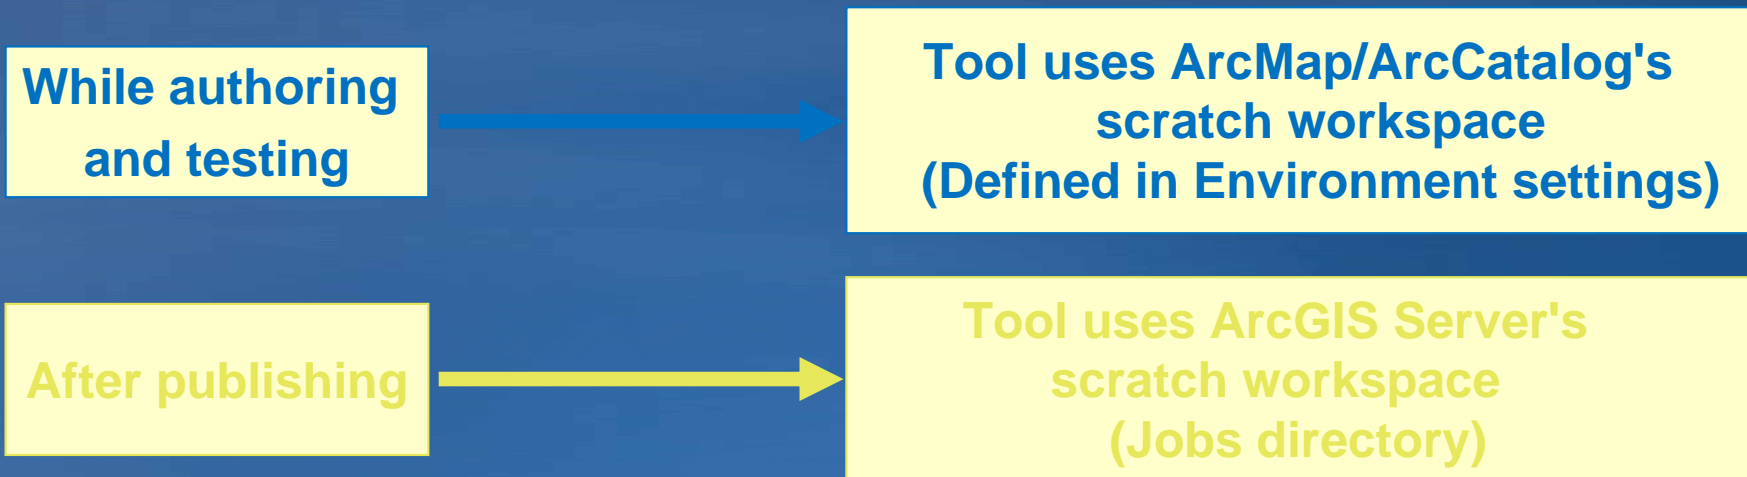 While authoring
and testing
Tool uses ArcMap/ArcCatalog's
scratch workspace
(Defined in Environment settings)
After publishing
Tool uses ArcGIS Server's
scratch workspace
(Jobs directory)